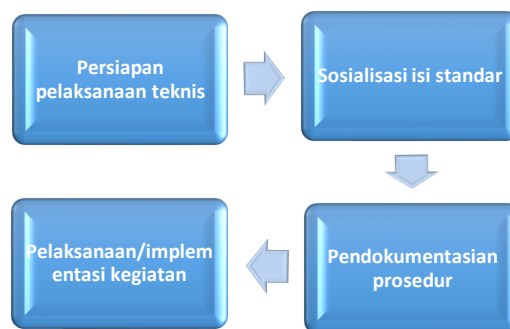 Persiapan
pelaksanaan teknis
Sosialisasi isi standar
Pendokumentasian
prosedur
Pelaksanaan/implem
entasi kegiatan